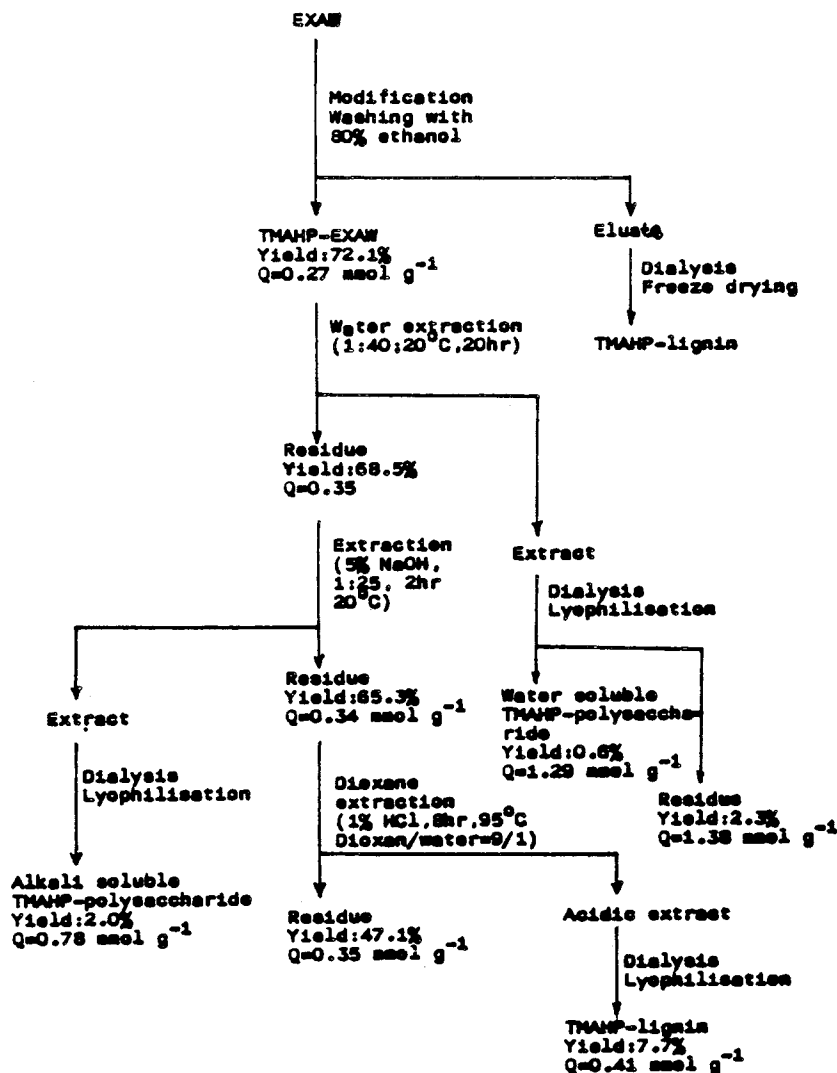 EXAW
Modification
Washing with
80% ethanol
TMAHP-EXAW
Yield:72.1%
Q=0.27 mmol g⁻¹
Eluate
Dialysis
Freeze drying
TMAHP-lignin
Water extraction
(1:40;20°C,20hr)
Residue
Yield:68.5%
Q=0.35
Extraction
(5% NaOH,
1:25, 2hr
20°C)
Extract
Dialysis
Lyophilisation
Extract
Dialysis
Lyophilisation
Residue
Yield:65.3%
Q=0.34 mmol g⁻¹
Water soluble
TMAHP-polysaccha-
ride
Yield:0.6%
Q=1.29 mmol g⁻¹
Residue
Yield:2.3%
Q=1.38 mmol g⁻¹
Dioxane
extraction
(1% HCl,8hr,95°C
Dioxan/water=9/1)
Alkali soluble
TMAHP-polysaccharide
Yield:2.0%
Q=0.78 mmol g⁻¹
Residue
Yield:47.1%
Q=0.35 mmol g⁻¹
Acidic extract
Dialysis
Lyophilisation
TMAHP-lignin
Yield:7.7%
Q=0.41 mmol g⁻¹